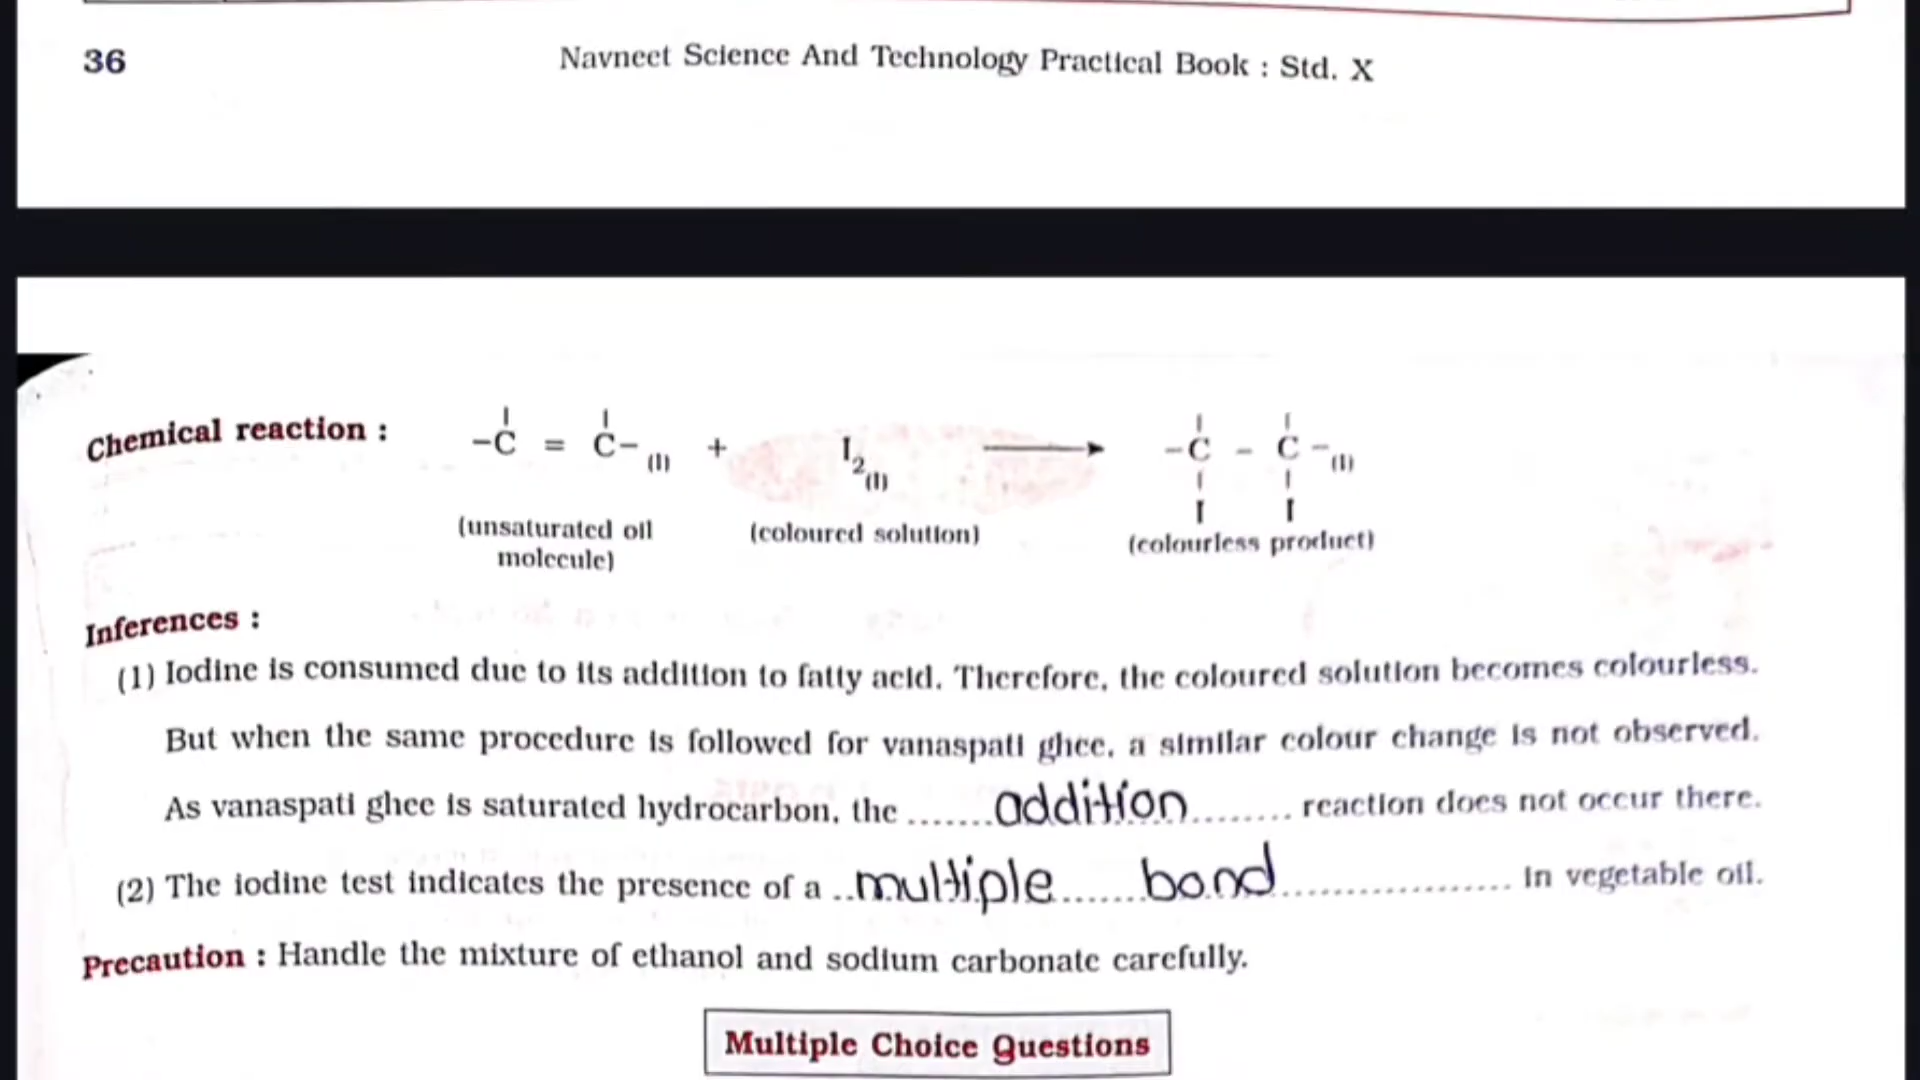 36
Navneet Science And Technology Practical Book : Std. X
Chemical reaction : –C = C– (l) + I2 (l) → –C – C – (l)
I I
(unsaturated oil (coloured solution) (colourless product)
molecule)
Inferences :
(1) Iodine is consumed due to its addition to fatty acid. Therefore, the coloured solution becomes colourless.
But when the same procedure is followed for vanaspati ghee, a similar colour change is not observed.
As vanaspati ghee is saturated hydrocarbon, the .......addition......... reaction does not occur there.
(2) The iodine test indicates the presence of a ..multiple.......bond.................. in vegetable oil.
Precaution : Handle the mixture of ethanol and sodium carbonate carefully.
Multiple Choice Questions